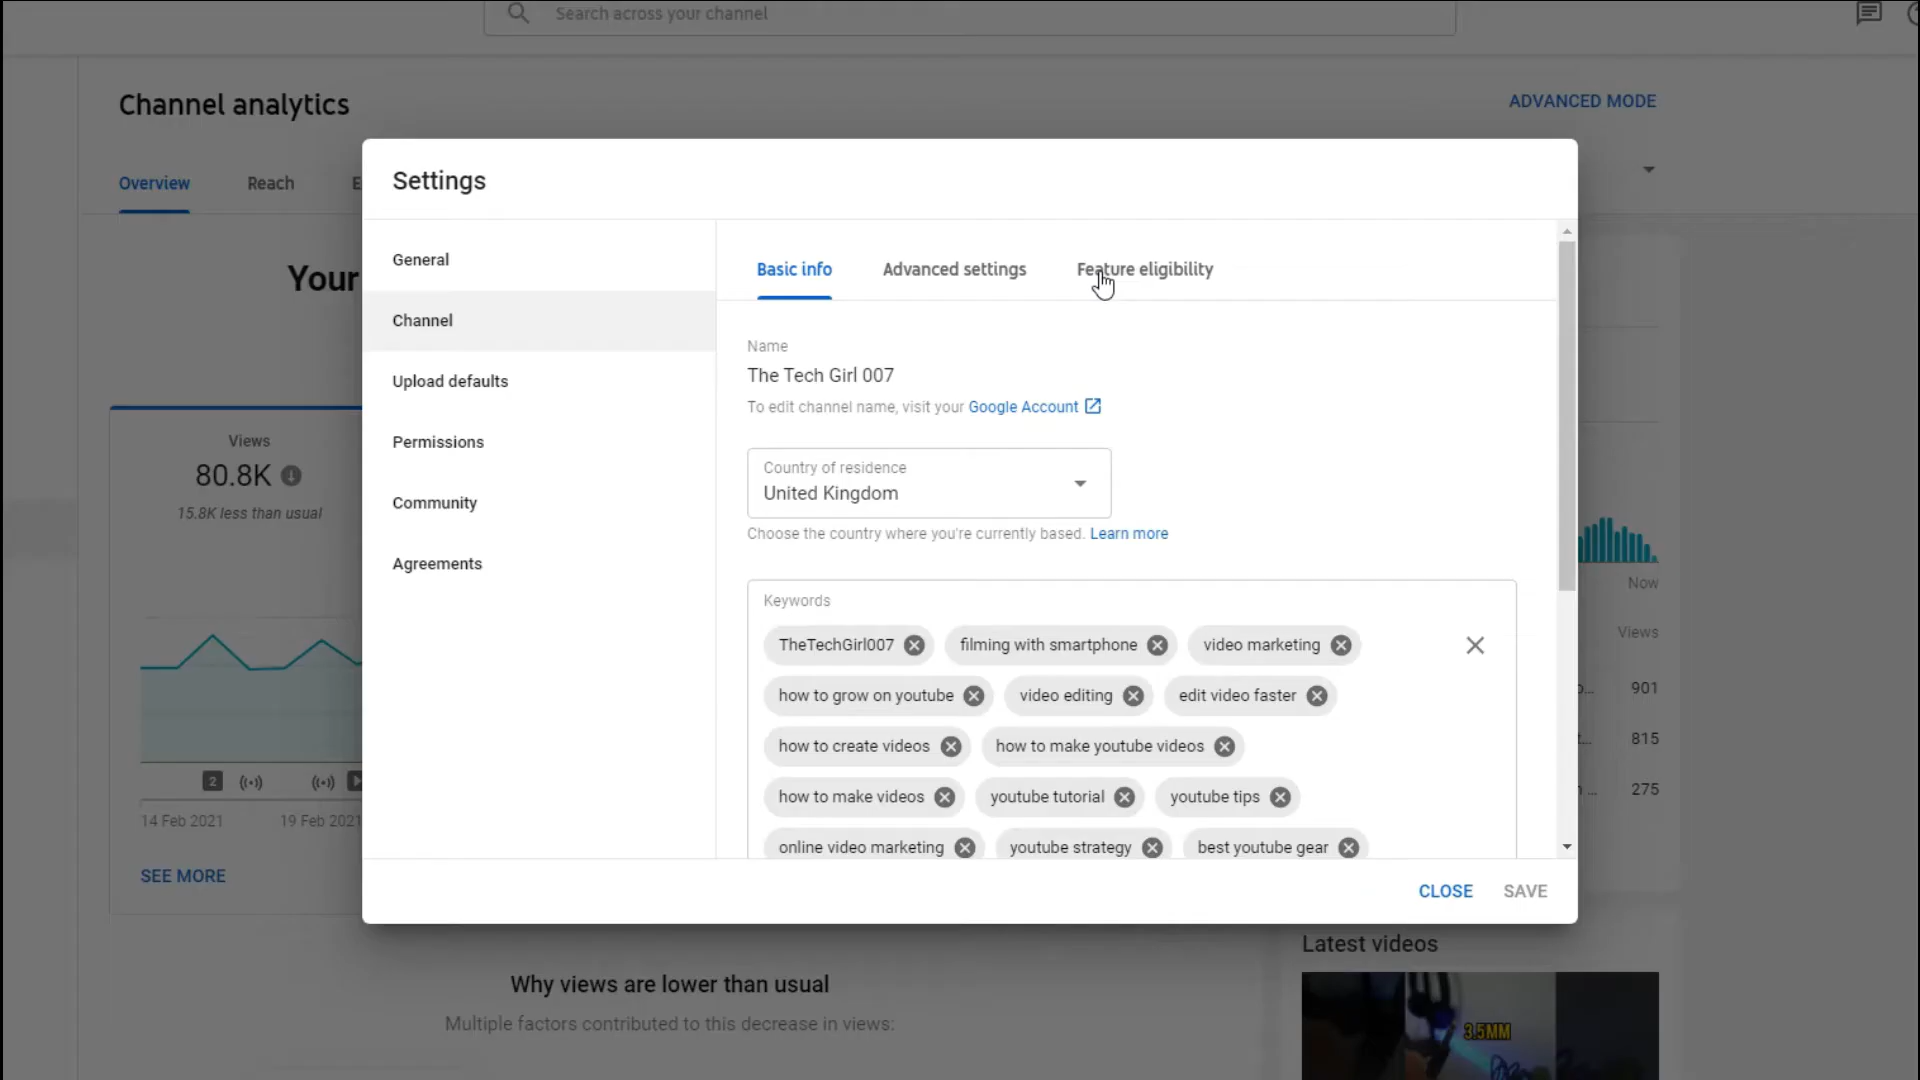 Search across your channel
Channel analytics
ADVANCED MODE
Overview
Reach
E
Your
Views
80.8K
15.8K less than usual
2
14 Feb 2021
19 Feb 2021
SEE MORE
Settings
General
Channel
Upload defaults
Permissions
Community
Agreements
Basic info
Advanced settings
Feature eligibility
Name
The Tech Girl 007
To edit channel name, visit your Google Account
Country of residence
United Kingdom
Choose the country where you're currently based. Learn more
Keywords
TheTechGirl007
filming with smartphone
video marketing
how to grow on youtube
video editing
edit video faster
how to create videos
how to make youtube videos
how to make videos
youtube tutorial
youtube tips
online video marketing
youtube strategy
best youtube gear
CLOSE
SAVE
Now
Views
901
815
275
Why views are lower than usual
Multiple factors contributed to this decrease in views:
Latest videos
3.5MM